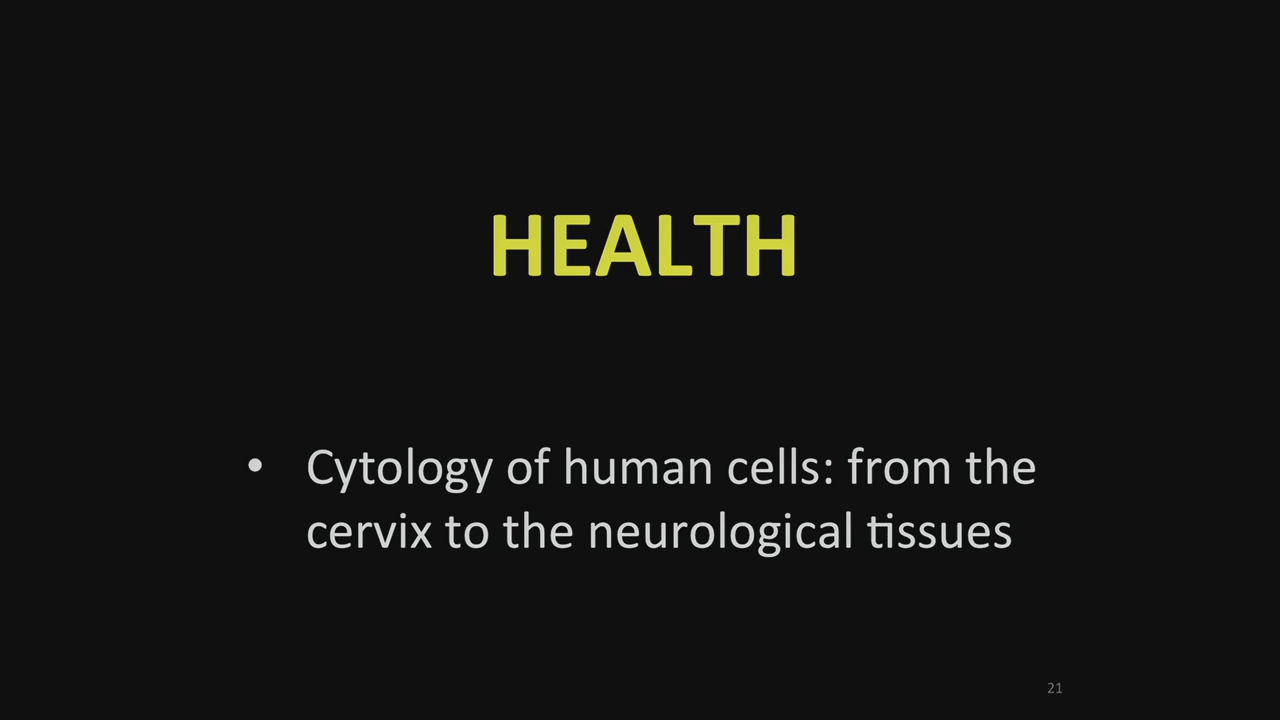 HEALTH
• Cytology of human cells: from the
cervix to the neurological tissues
21